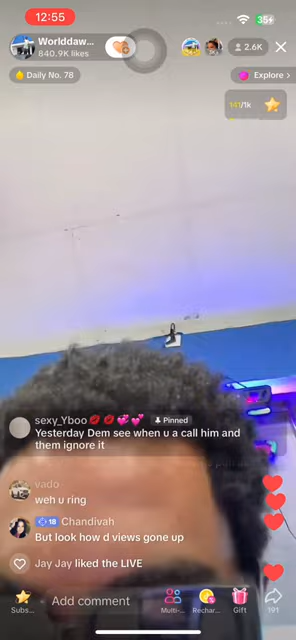 12:55
35
Worlddaw...
840.9K likes
2.6K
Daily No. 78
Explore >
141/1k
sexy_Yboo💋💋💞💕 Pinned
Yesterday Dem see when u a call him and
them ignore it
vado
weh u ring
18 Chandivah
But look how d views gone up
Jay Jay liked the LIVE
Subs...
Add comment
Multi-...
Rechar...
Gift
191